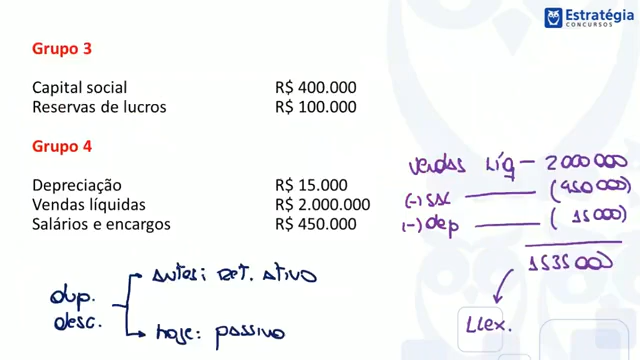 Estratégia
CONCURSOS
Grupo 3
Capital social R$ 400.000
Reservas de lucros R$ 100.000
Grupo 4
Depreciação R$ 15.000
Vendas líquidas R$ 2.000.000
Salários e encargos R$ 450.000
vendas líq - 2000000
(-) sal (450000)
(-) dep (15000)
1535000
LLex.
dup. desc.
antes: ret. ativo
hoje: passivo